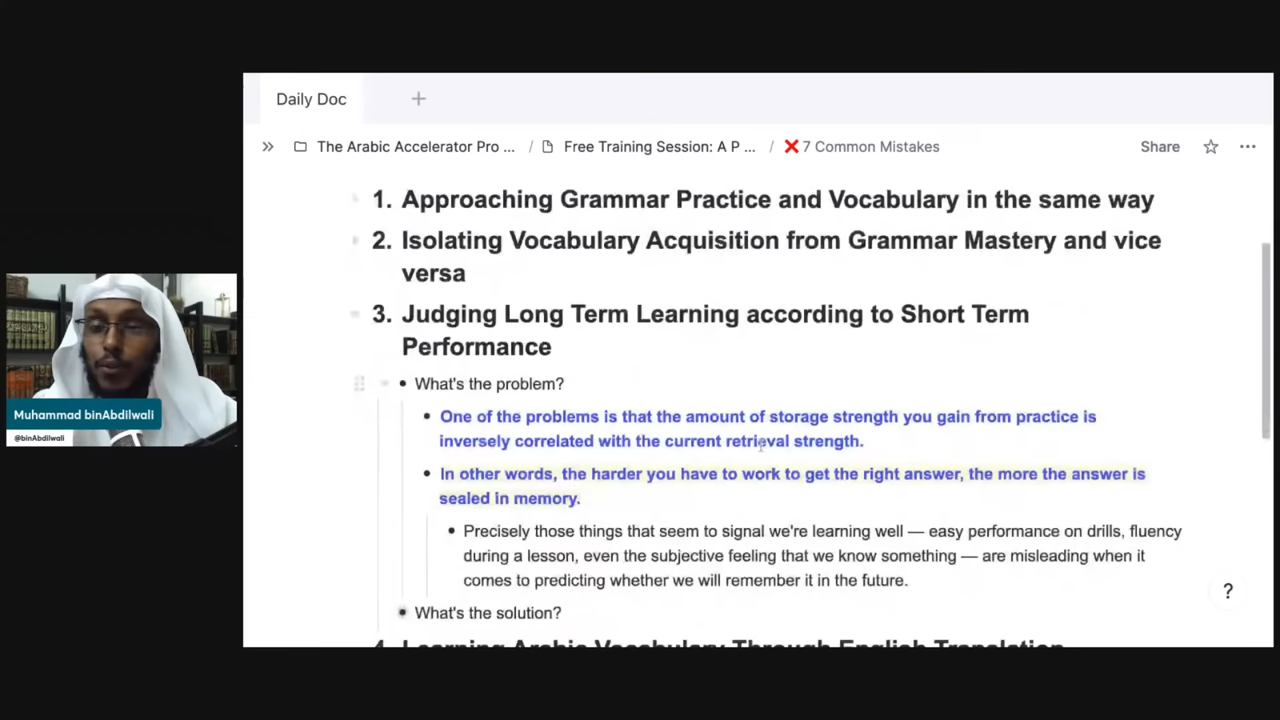 Daily Doc
The Arabic Accelerator Pro ... / Free Training Session: A P ... / ❌ 7 Common Mistakes
Share
1. Approaching Grammar Practice and Vocabulary in the same way
2. Isolating Vocabulary Acquisition from Grammar Mastery and vice
versa
3. Judging Long Term Learning according to Short Term
Performance
• What's the problem?
• One of the problems is that the amount of storage strength you gain from practice is
inversely correlated with the current retrieval strength.
• In other words, the harder you have to work to get the right answer, the more the answer is
sealed in memory.
• Precisely those things that seem to signal we're learning well — easy performance on drills, fluency
during a lesson, even the subjective feeling that we know something — are misleading when it
comes to predicting whether we will remember it in the future.
• What's the solution?
4. Learning Arabic Vocabulary Through English Translation
Muhammad binAbdilwali
@binAbdilwali
?